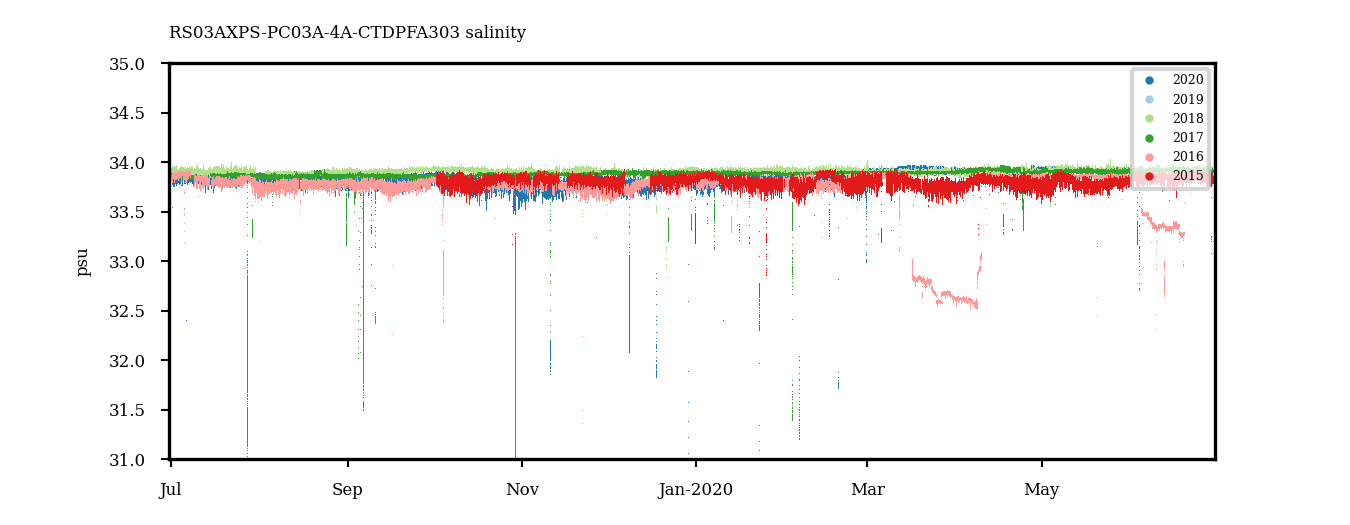 RS03AXPS-PC03A-4A-CTDPFA303 salinity
35.0
34.5
34.0
33.5
33.0
32.5
32.0
31.5
31.0
psu
Jul
Sep
Nov
Jan-2020
Mar
May
2020
2019
2018
2017
2016
2015